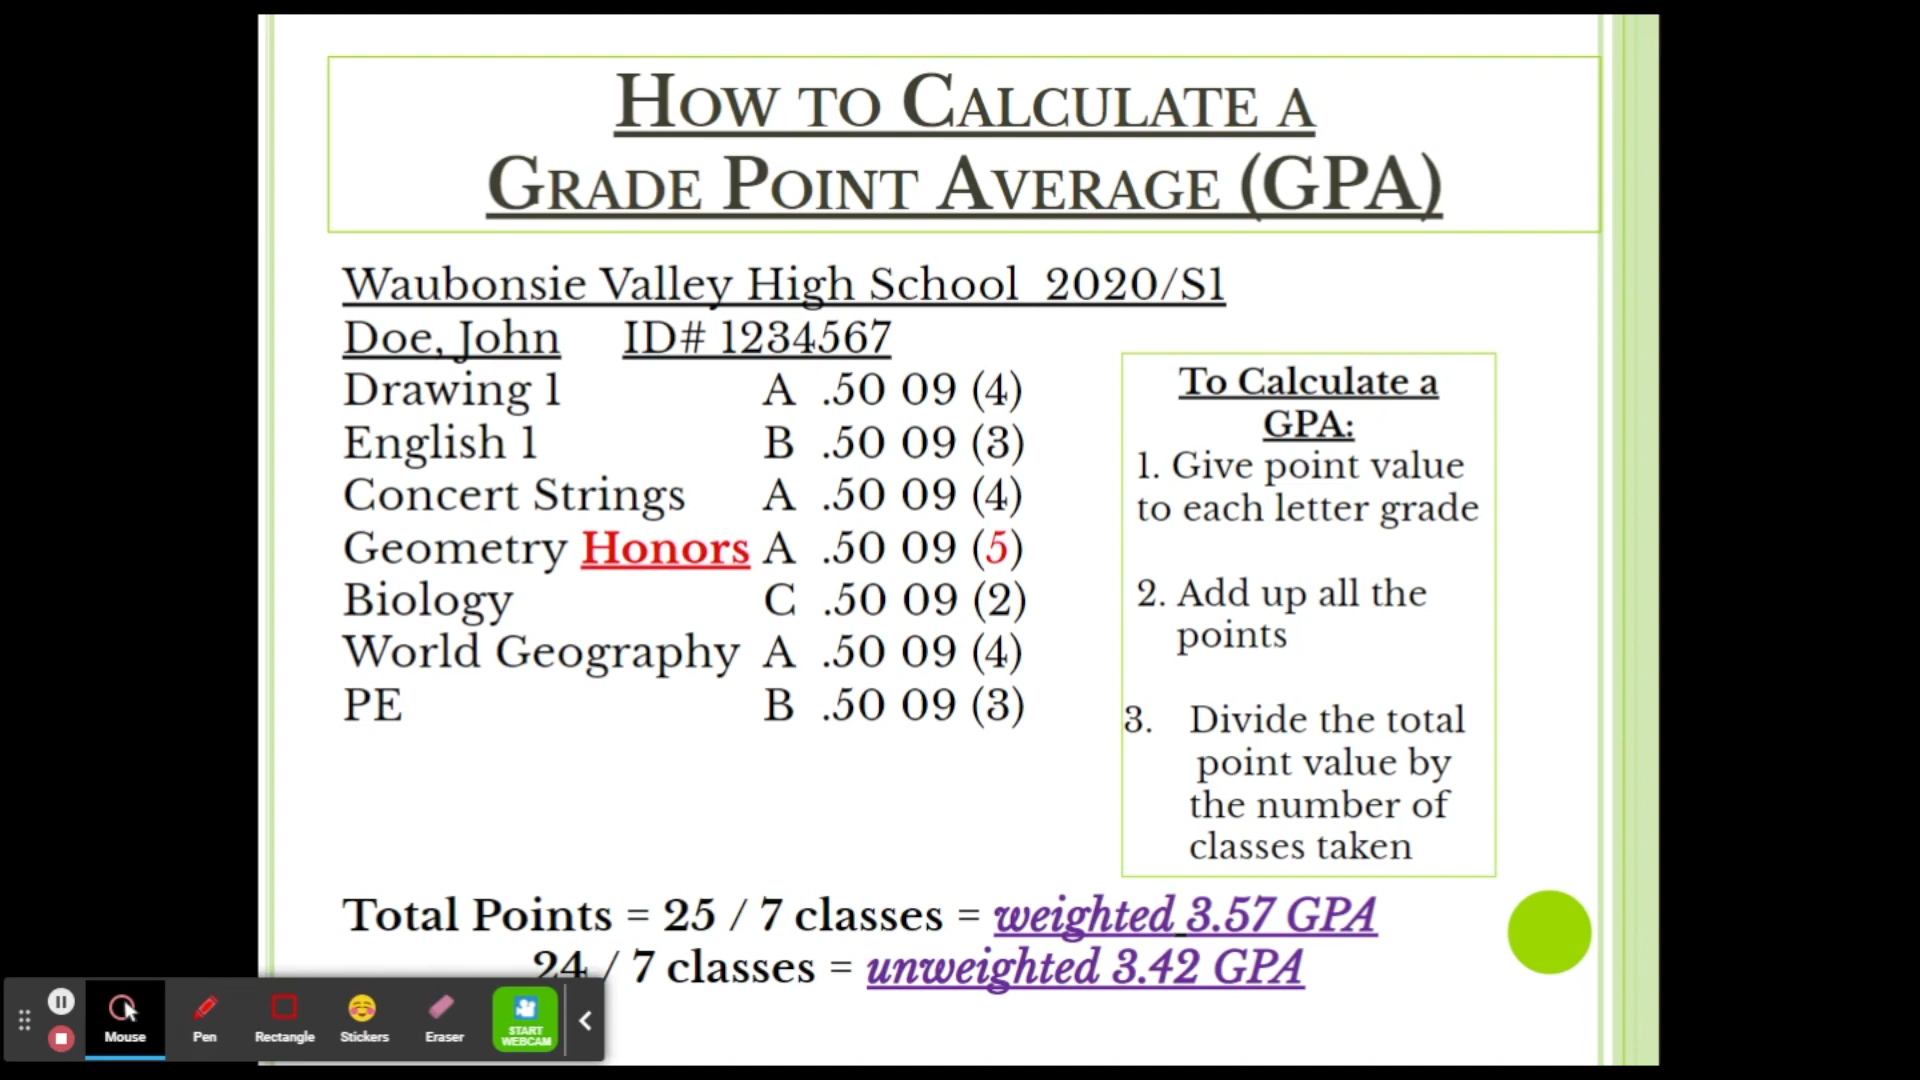 How to Calculate a
Grade Point Average (GPA)
Waubonsie Valley High School 2020/S1
Doe, John ID# 1234567
Drawing 1 A .50 09 (4)
English 1 B .50 09 (3)
Concert Strings A .50 09 (4)
Geometry Honors A .50 09 (5)
Biology C .50 09 (2)
World Geography A .50 09 (4)
PE B .50 09 (3)
To Calculate a
GPA:
1. Give point value
to each letter grade
2. Add up all the
points
3. Divide the total
point value by
the number of
classes taken
Total Points = 25 / 7 classes = weighted 3.57 GPA
24 / 7 classes = unweighted 3.42 GPA
Mouse Pen Rectangle Stickers Eraser
START
WEBCAM